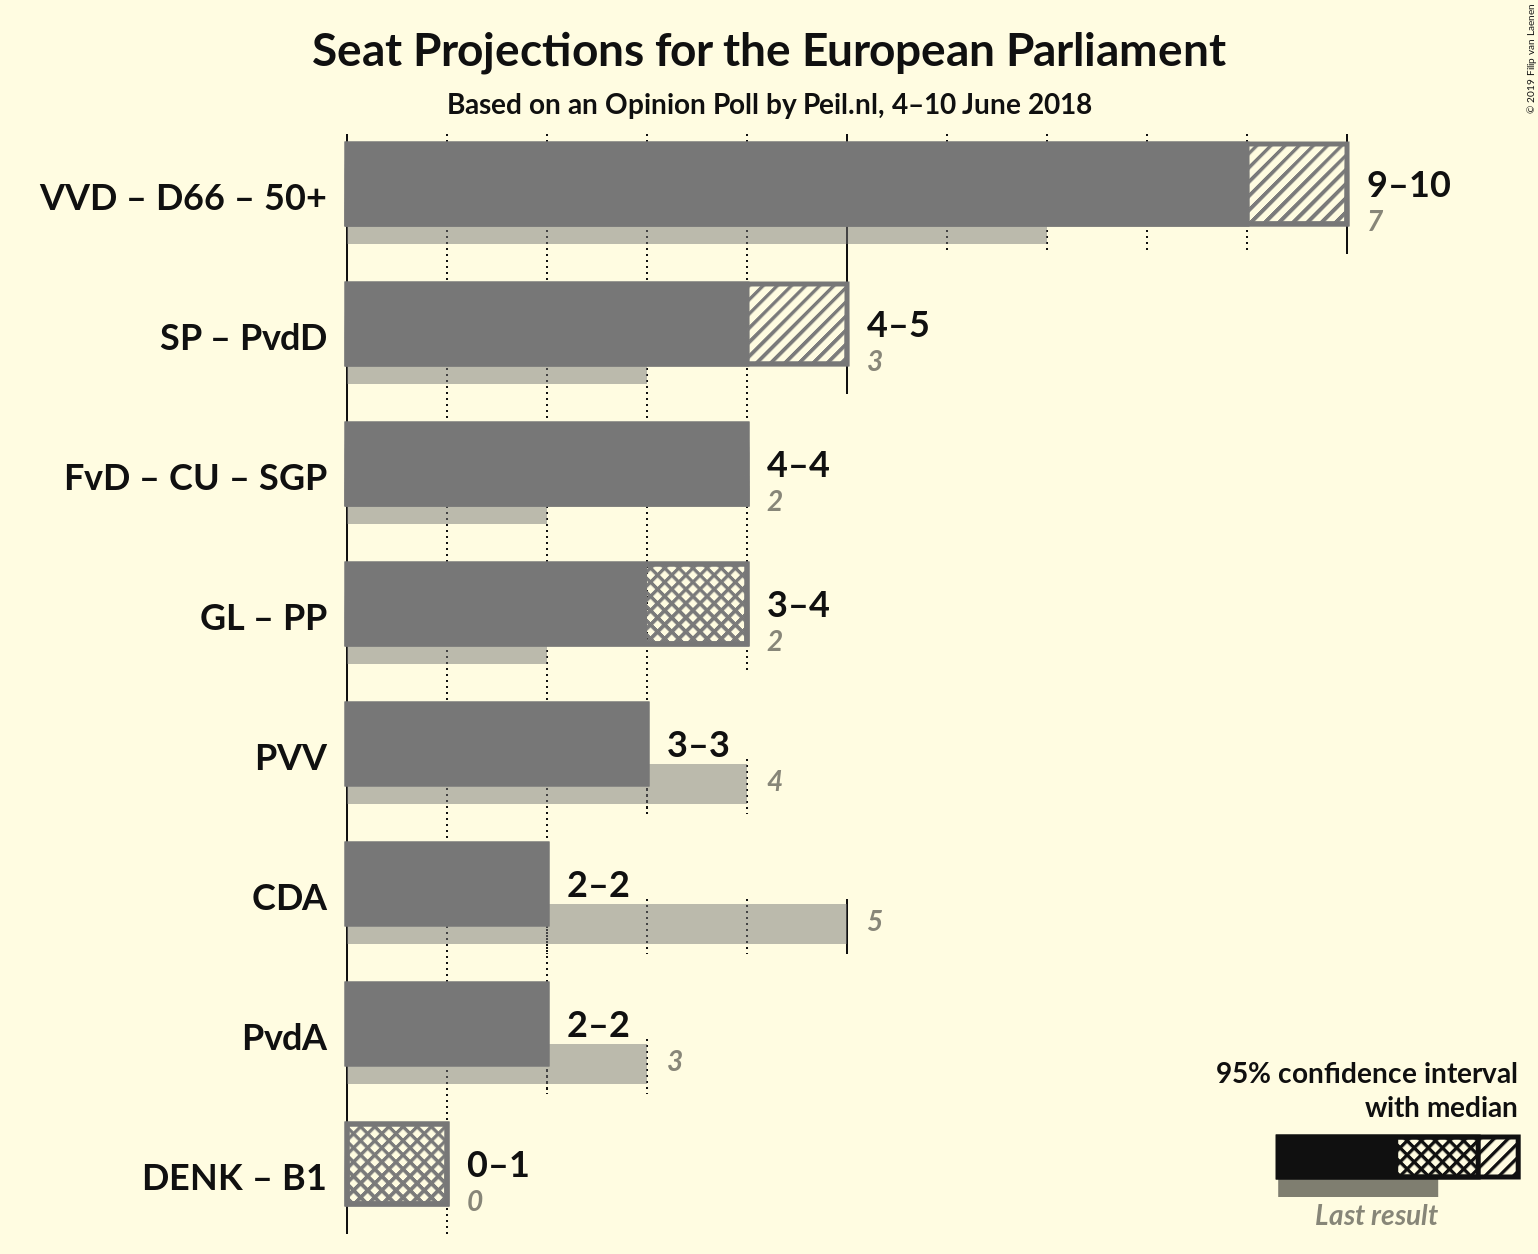 Seat Projections for the European Parliament
Based on an Opinion Poll by Peil.nl, 4–10 June 2018
© 2019 Filip van Laenen
VVD – D66 – 50+
9–10
7
SP – PvdD
4–5
3
FvD – CU – SGP
4–4
2
GL – PP
3–4
2
PVV
3–3
4
CDA
2–2
5
PvdA
2–2
3
DENK – B1
0–1
0
95% confidence interval
with median
Last result